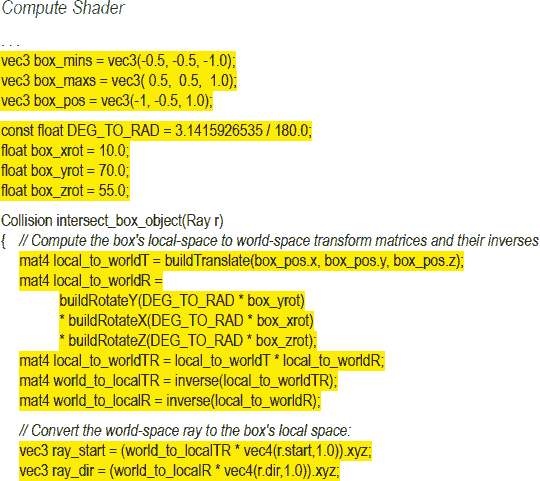 Compute Shader
. . .
vec3 box_mins = vec3(-0.5, -0.5, -1.0);
vec3 box_maxs = vec3( 0.5,  0.5,  1.0);
vec3 box_pos = vec3(-1, -0.5, 1.0);
const float DEG_TO_RAD = 3.1415926535 / 180.0;
float box_xrot = 10.0;
float box_yrot = 70.0;
float box_zrot = 55.0;
Collision intersect_box_object(Ray r)
{   // Compute the box's local-space to world-space transform matrices and their inverses
mat4 local_to_worldT = buildTranslate(box_pos.x, box_pos.y, box_pos.z);
mat4 local_to_worldR =
buildRotateY(DEG_TO_RAD * box_yrot)
* buildRotateX(DEG_TO_RAD * box_xrot)
* buildRotateZ(DEG_TO_RAD * box_zrot);
mat4 local_to_worldTR = local_to_worldT * local_to_worldR;
mat4 world_to_localTR = inverse(local_to_worldTR);
mat4 world_to_localR = inverse(local_to_worldR);
// Convert the world-space ray to the box's local space:
vec3 ray_start = (world_to_localTR * vec4(r.start,1.0)).xyz;
vec3 ray_dir = (world_to_localR * vec4(r.dir,1.0)).xyz;